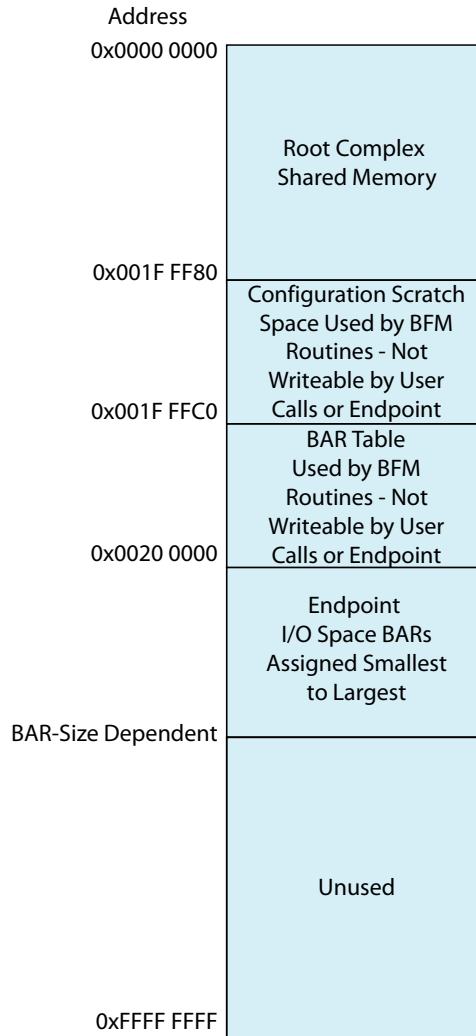 Address
0x0000 0000
Root Complex
Shared Memory
0x001F FF80
Configuration Scratch
Space Used by BFM
Routines - Not
Writeable by User
Calls or Endpoint
0x001F FFC0
BAR Table
Used by BFM
Routines - Not
Writeable by User
Calls or Endpoint
0x0020 0000
Endpoint
I/O Space BARs
Assigned Smallest
to Largest
BAR-Size Dependent
Unused
0xFFFF FFFF